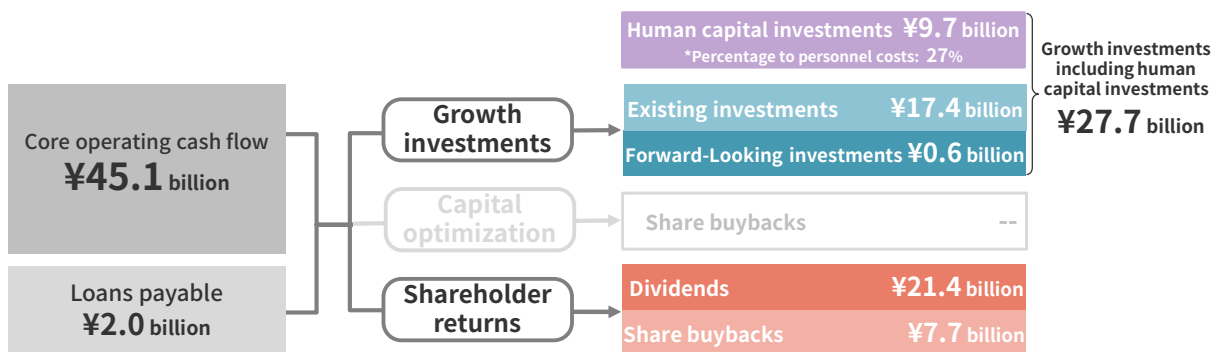 Core operating cash flow
¥45.1 billion
Loans payable
¥2.0 billion
Growth
investments
Capital
optimization
Shareholder
returns
Human capital investments ¥9.7 billion
*Percentage to personnel costs: 27%
Existing investments ¥17.4 billion
Forward-Looking investments ¥0.6 billion
Share buybacks --
Dividends ¥21.4 billion
Share buybacks ¥7.7 billion
Growth investments
including human
capital investments
¥27.7 billion